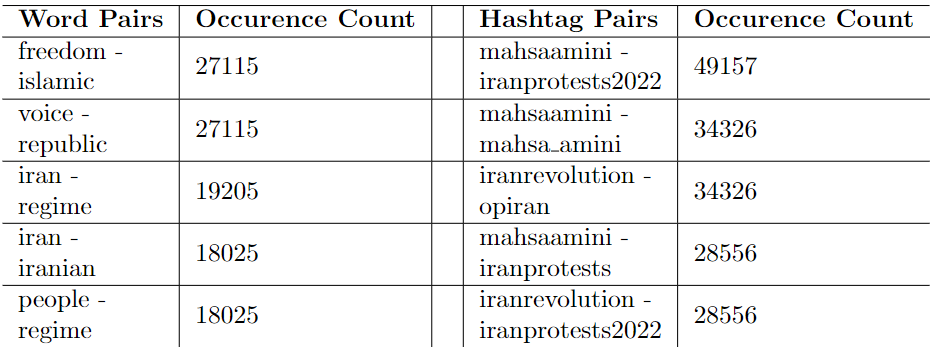 Word Pairs Occurence Count Hashtag Pairs Occurence Count
freedom -
islamic 27115 mahsaamini -
iranprotests2022 49157
voice -
republic 27115 mahsaamini -
mahsa_amini 34326
iran -
regime 19205 iranrevolution -
opiran 34326
iran -
iranian 18025 mahsaamini -
iranprotests 28556
people -
regime 18025 iranrevolution -
iranprotests2022 28556